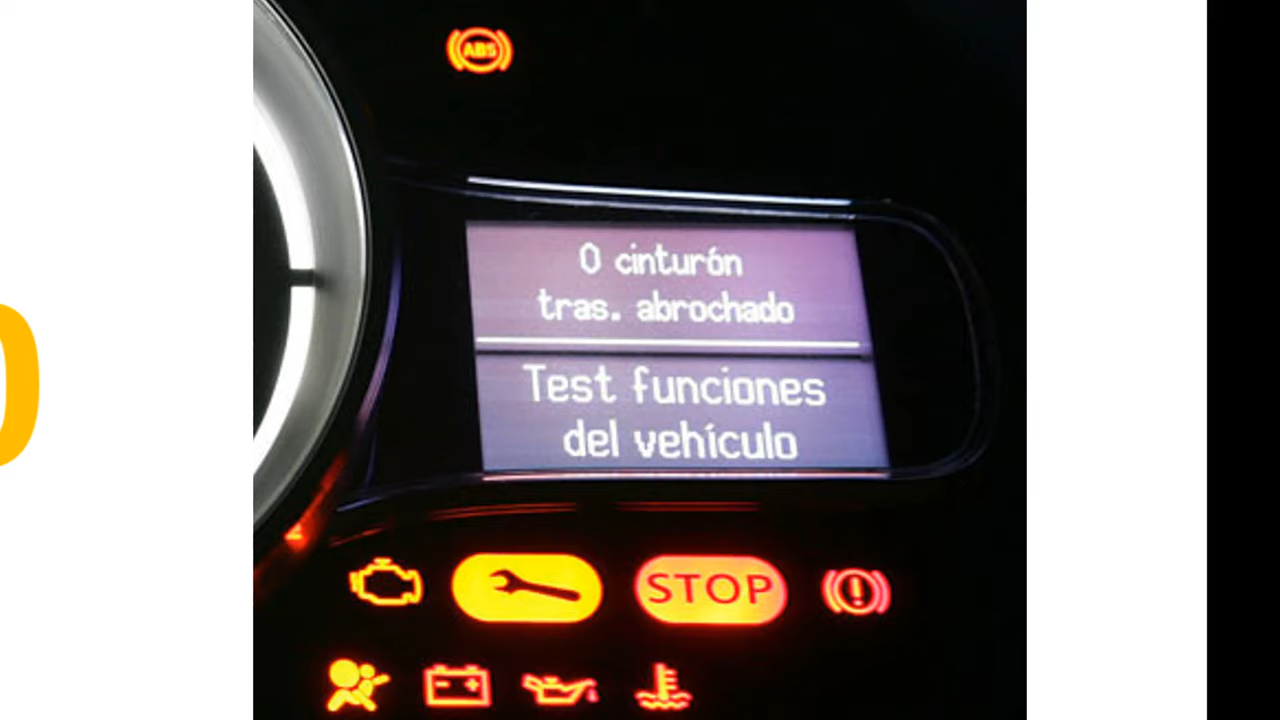 ABS
0 cinturón
tras. abrochado
Test funciones
del vehículo
STOP